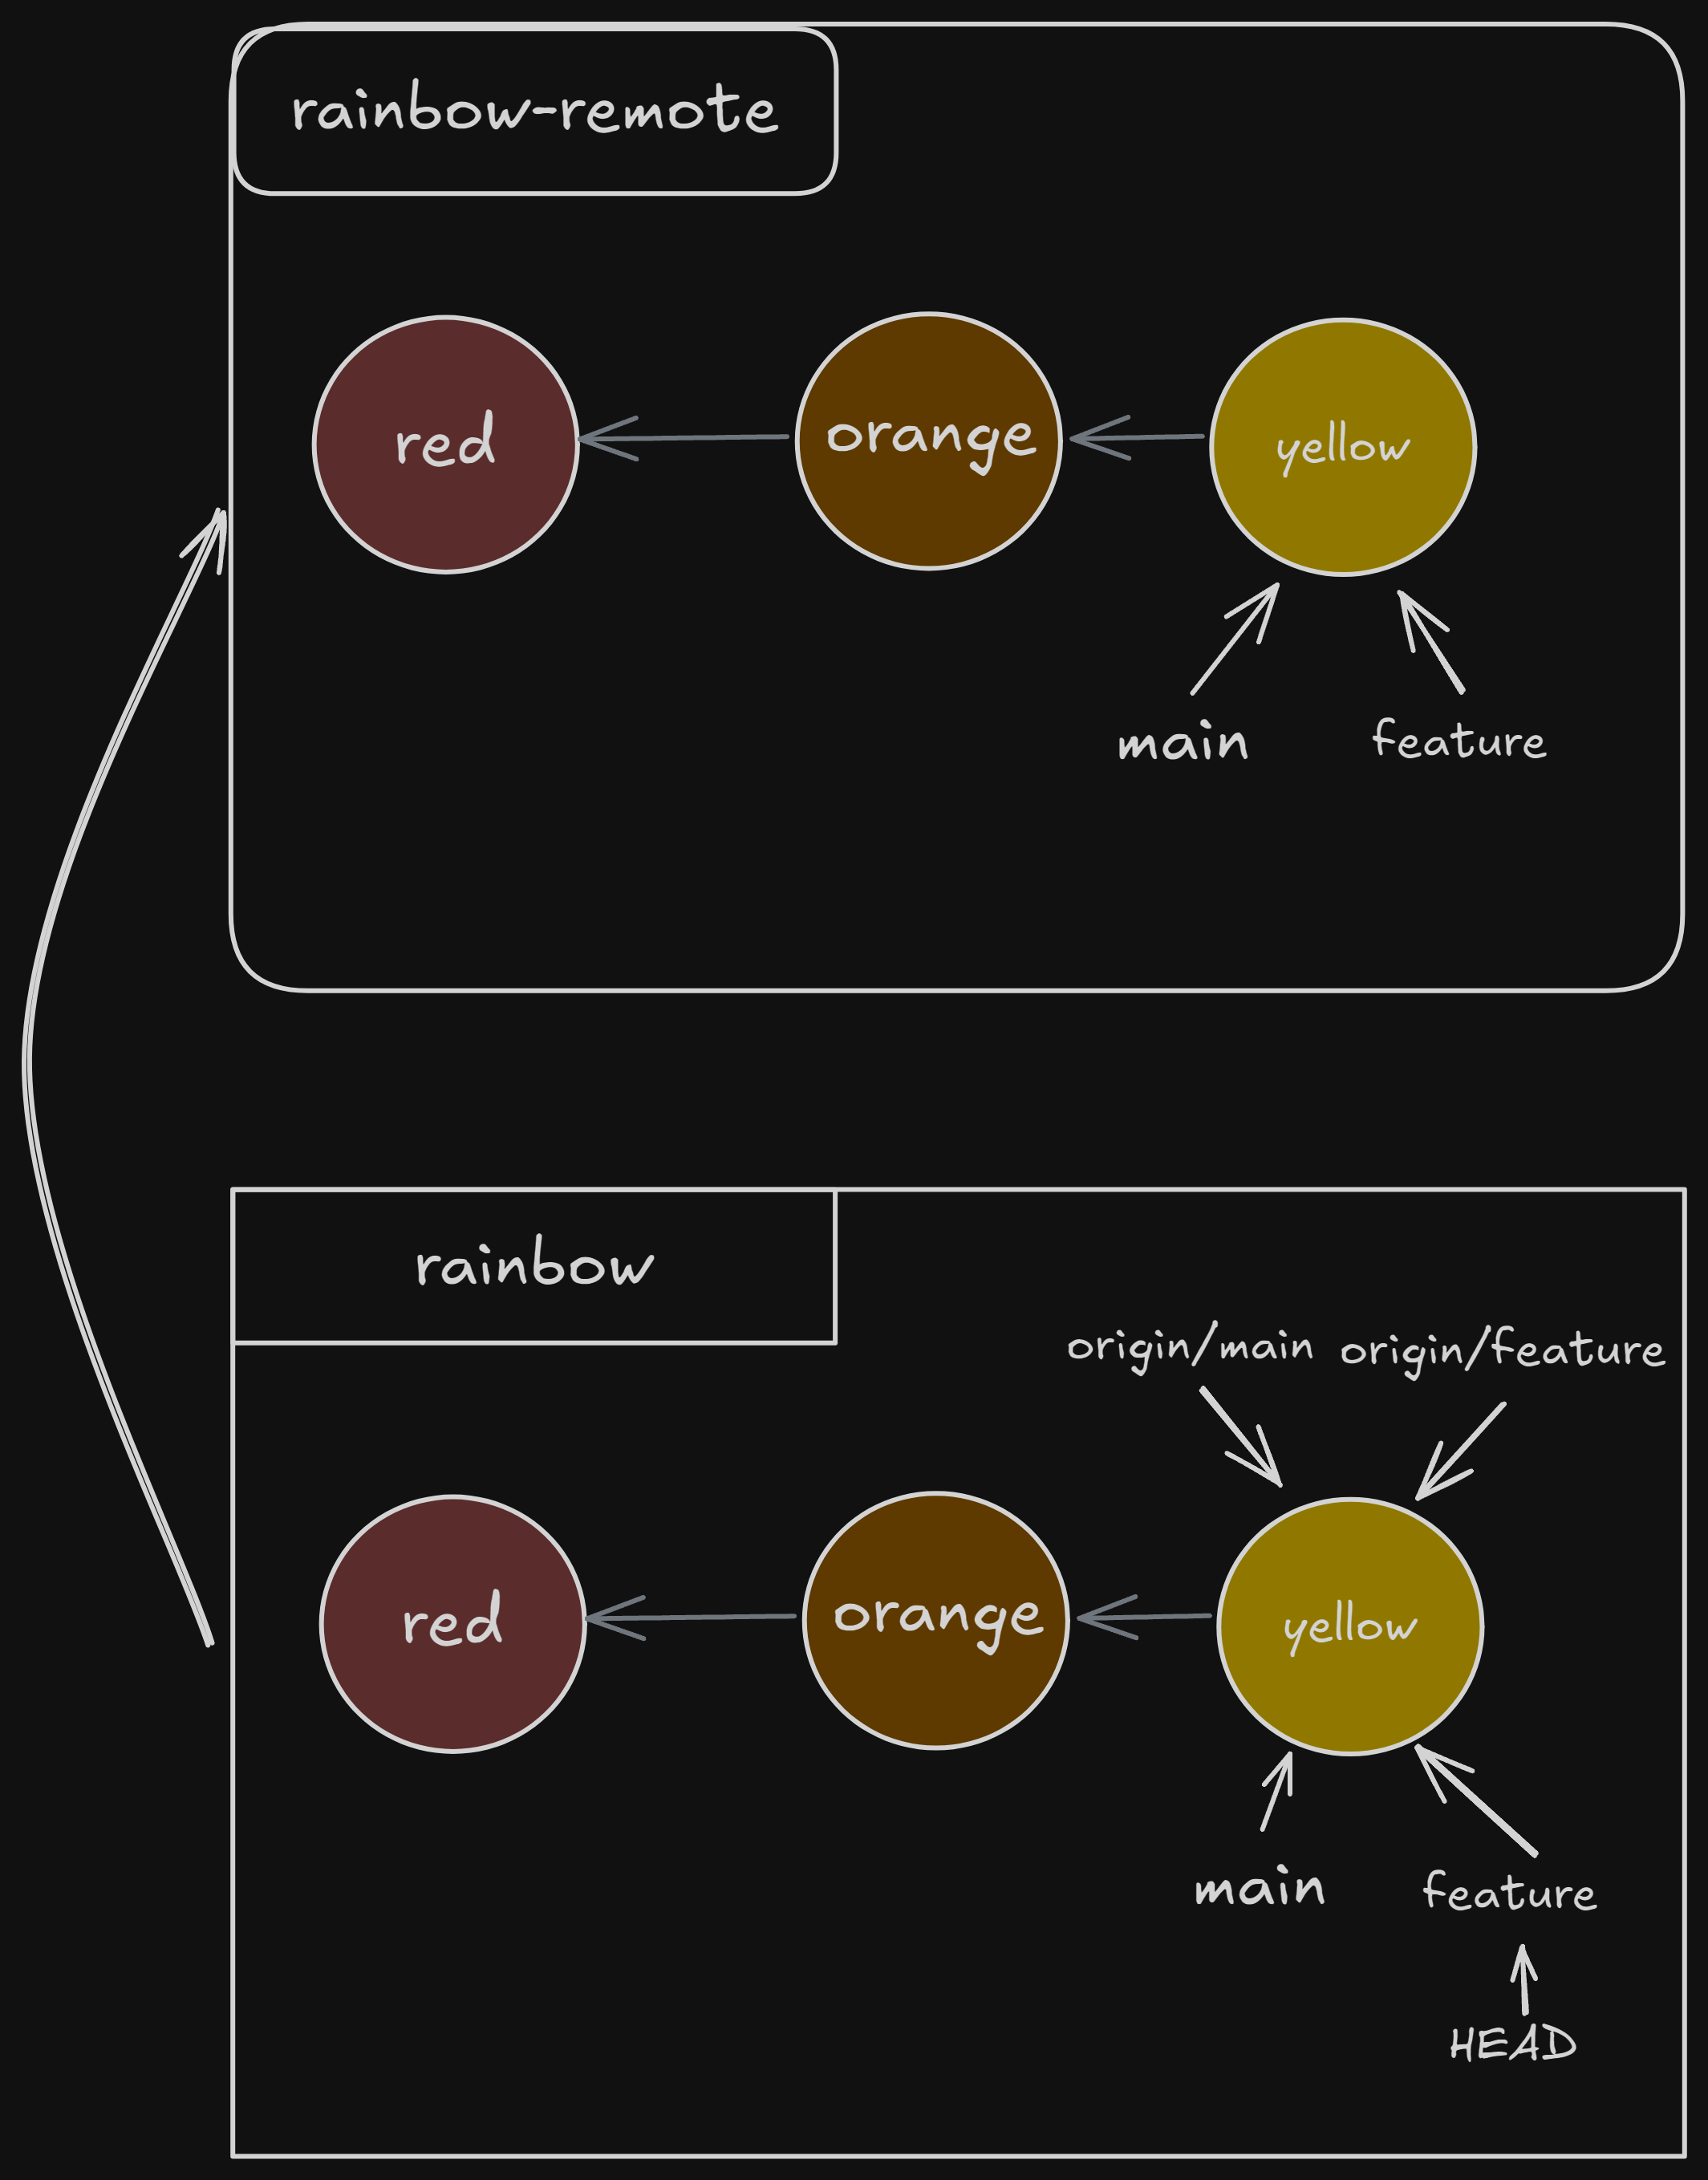 rainbow-remote
red
orange
yellow
main
feature
rainbow
origin/main
origin/feature
red
orange
yellow
main
feature
HEAD